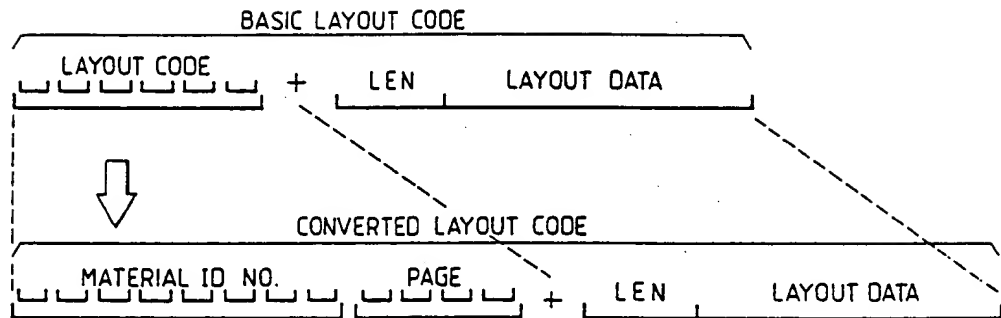 BASIC LAYOUT CODE
LAYOUT CODE + LEN LAYOUT DATA
CONVERTED LAYOUT CODE
MATERIAL ID NO. PAGE + LEN LAYOUT DATA